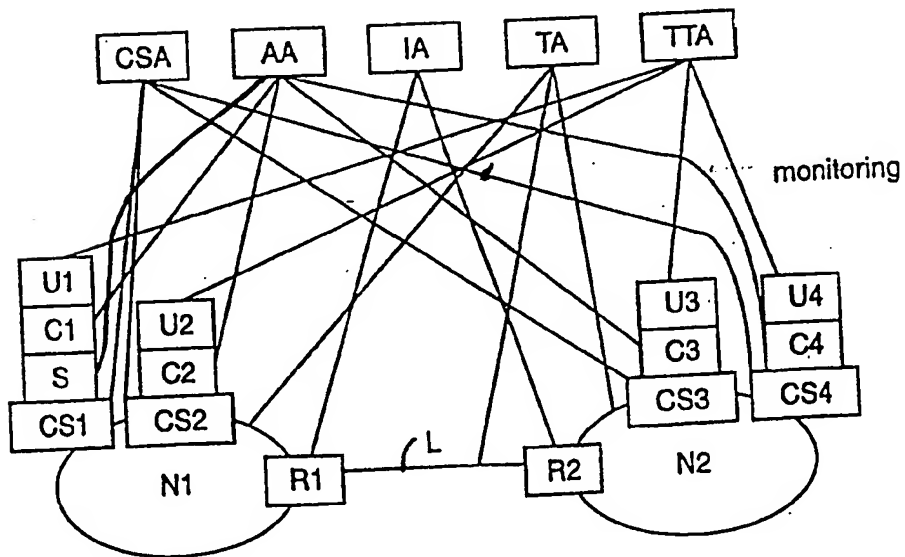 CSA
AA
IA
TA
TTA
monitoring
U1
C1
S
CS1
U2
C2
CS2
U3
C3
CS3
U4
C4
CS4
N1
R1
L
R2
N2